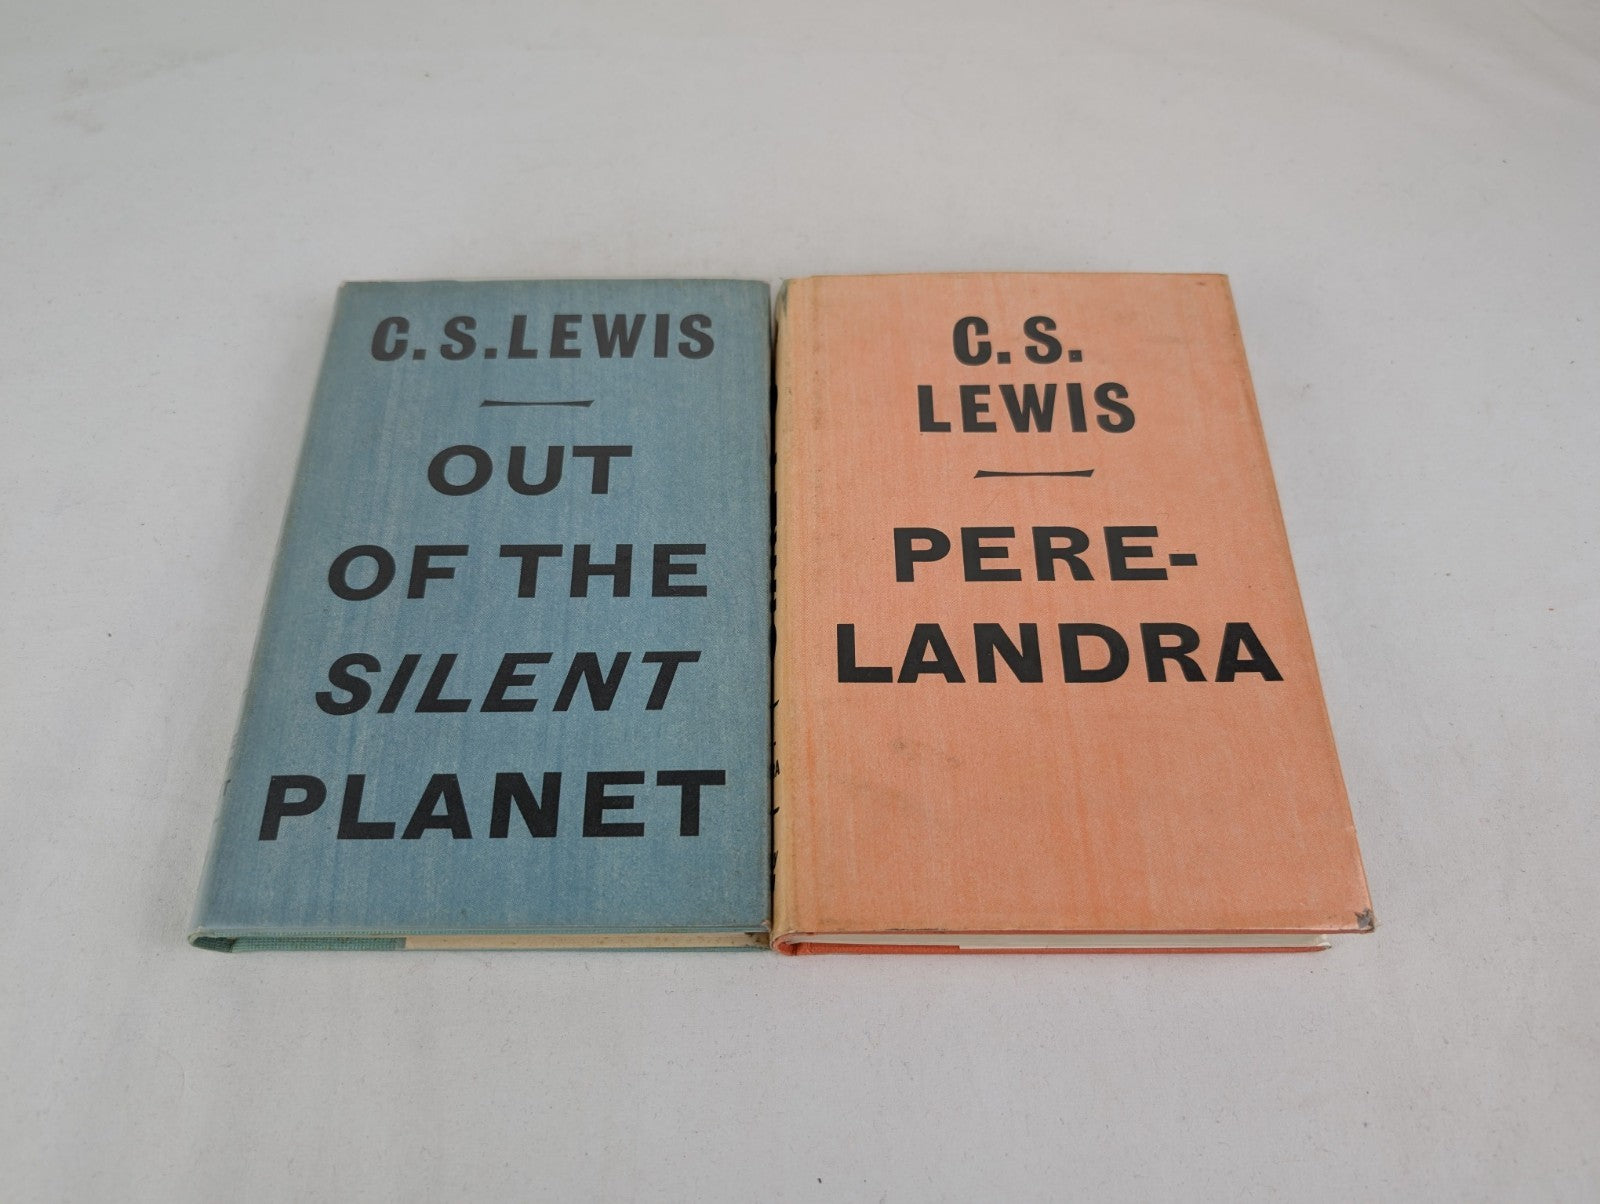 C. S. LEWIS
OUT
OF THE
SILENT
PLANET
C. S.
LEWIS
PERE-
LANDRA